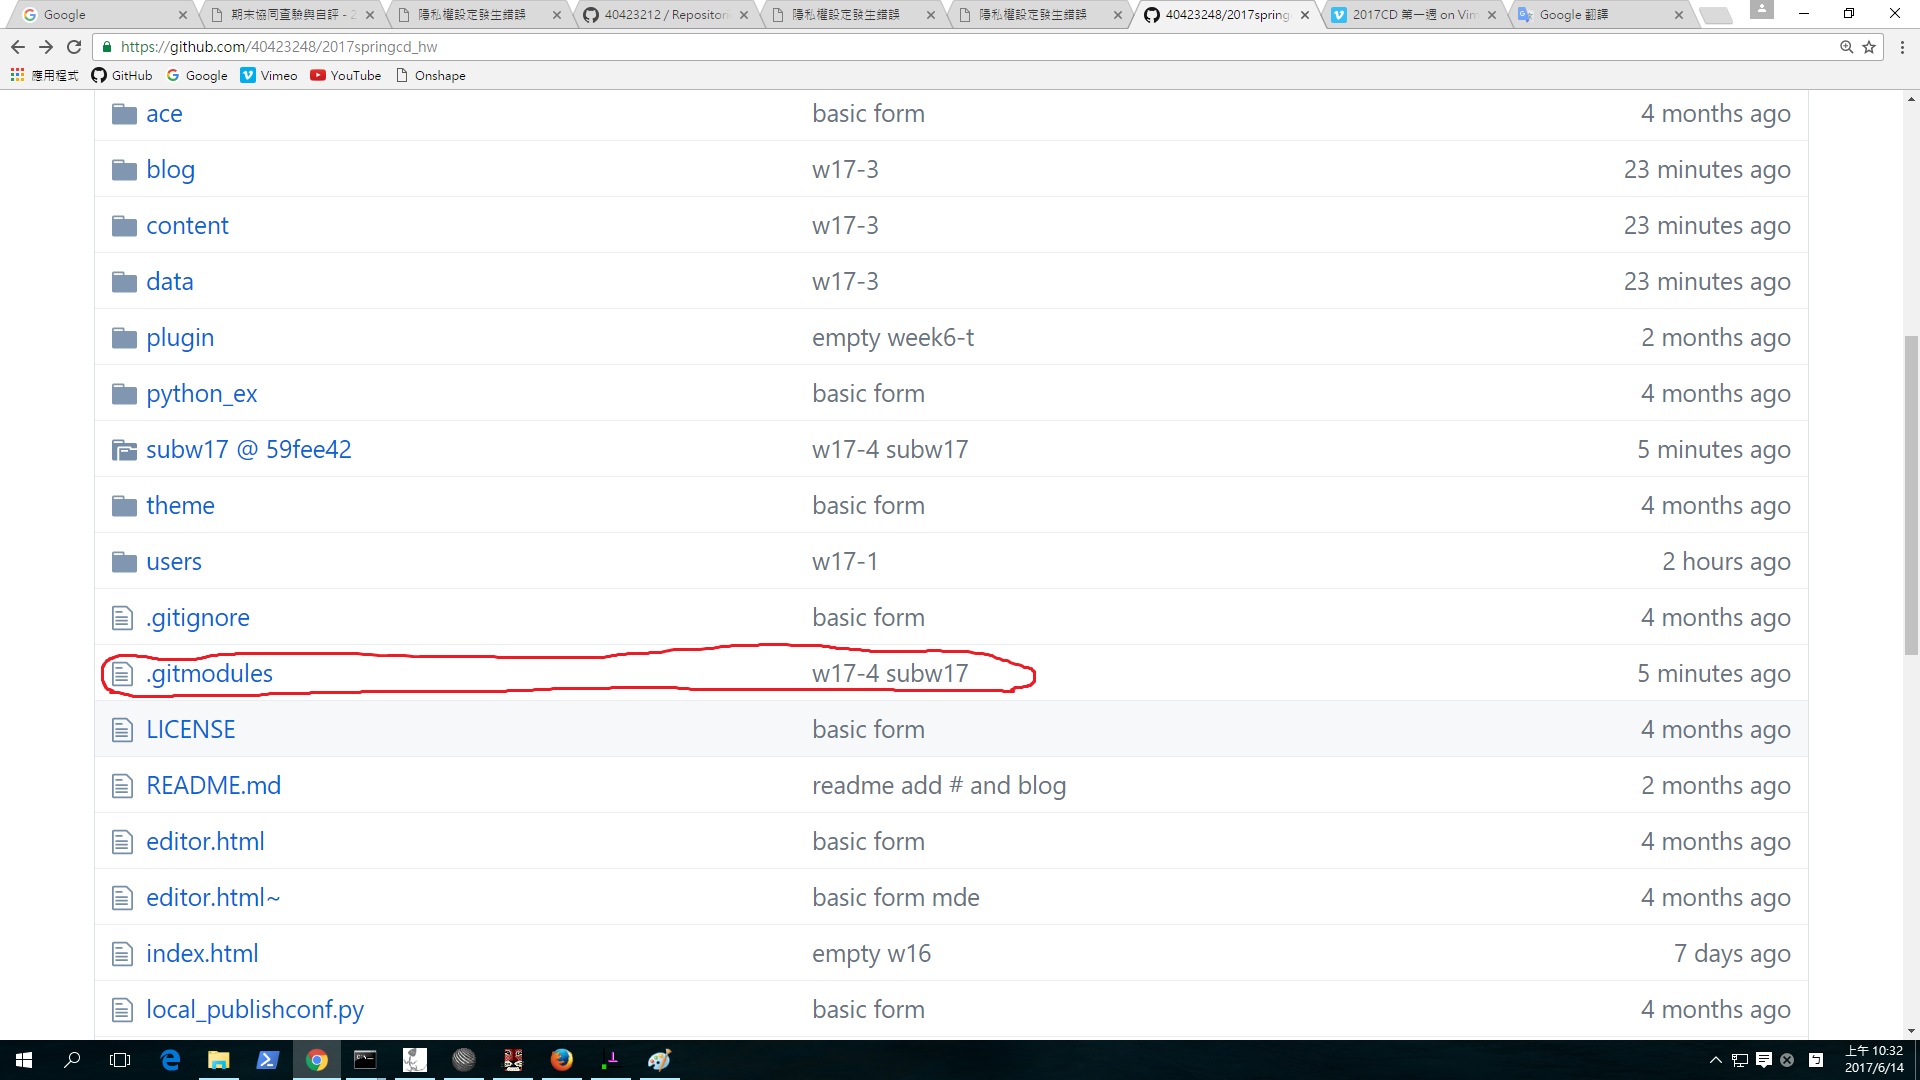 Google
期末協同查驗與自評 - 2
隱私權設定發生錯誤
40423212 / Repositori
隱私權設定發生錯誤
隱私權設定發生錯誤
40423248/2017spring
2017CD 第一週 on Vim
Google 翻譯
https://github.com/40423248/2017springcd_hw
應用程式 GitHub Google Vimeo YouTube Onshape
ace basic form 4 months ago
blog w17-3 23 minutes ago
content w17-3 23 minutes ago
data w17-3 23 minutes ago
plugin empty week6-t 2 months ago
python_ex basic form 4 months ago
subw17 @ 59fee42 w17-4 subw17 5 minutes ago
theme basic form 4 months ago
users w17-1 2 hours ago
.gitignore basic form 4 months ago
.gitmodules w17-4 subw17 5 minutes ago
LICENSE basic form 4 months ago
README.md readme add # and blog 2 months ago
editor.html basic form 4 months ago
editor.html~ basic form mde 4 months ago
index.html empty w16 7 days ago
local_publishconf.py basic form 4 months ago
上午 10:32
2017/6/14